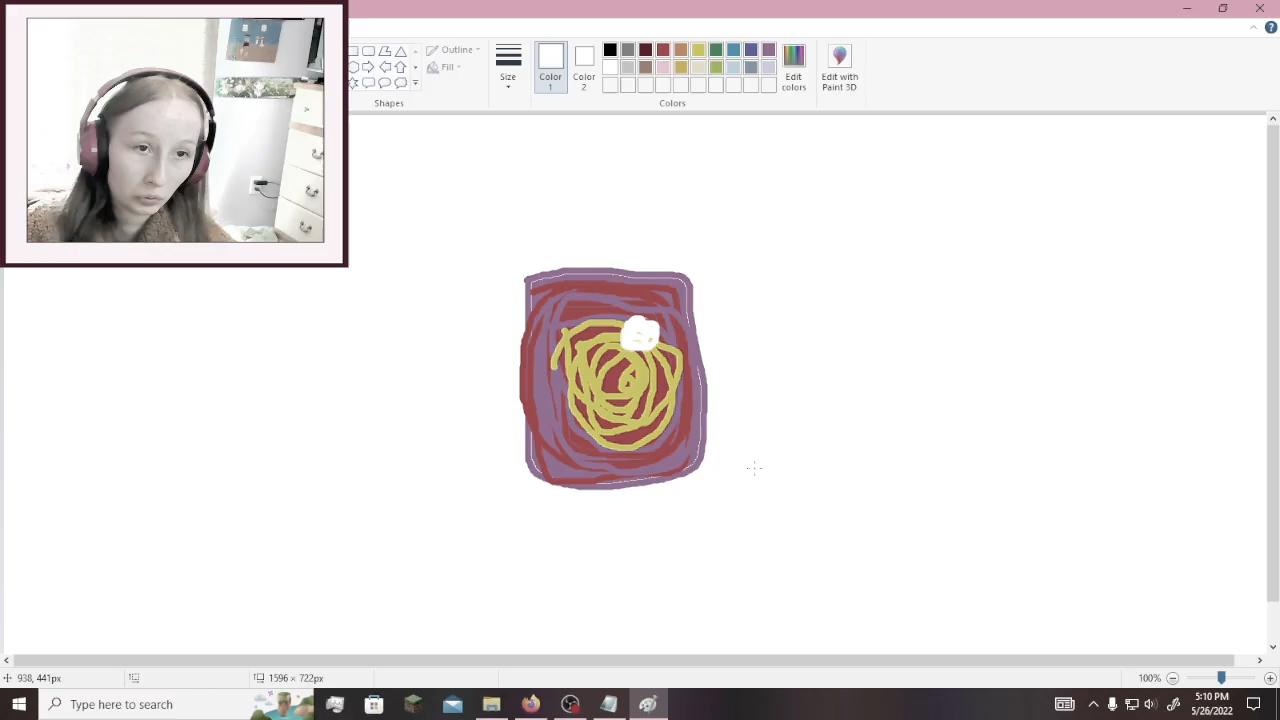 Outline
Fill
Shapes
Size
Color
1
Color
2
Edit
colors
Colors
Edit with
Paint 3D
938, 441px
1596 × 722px
100%
Type here to search
5:10 PM
5/26/2022